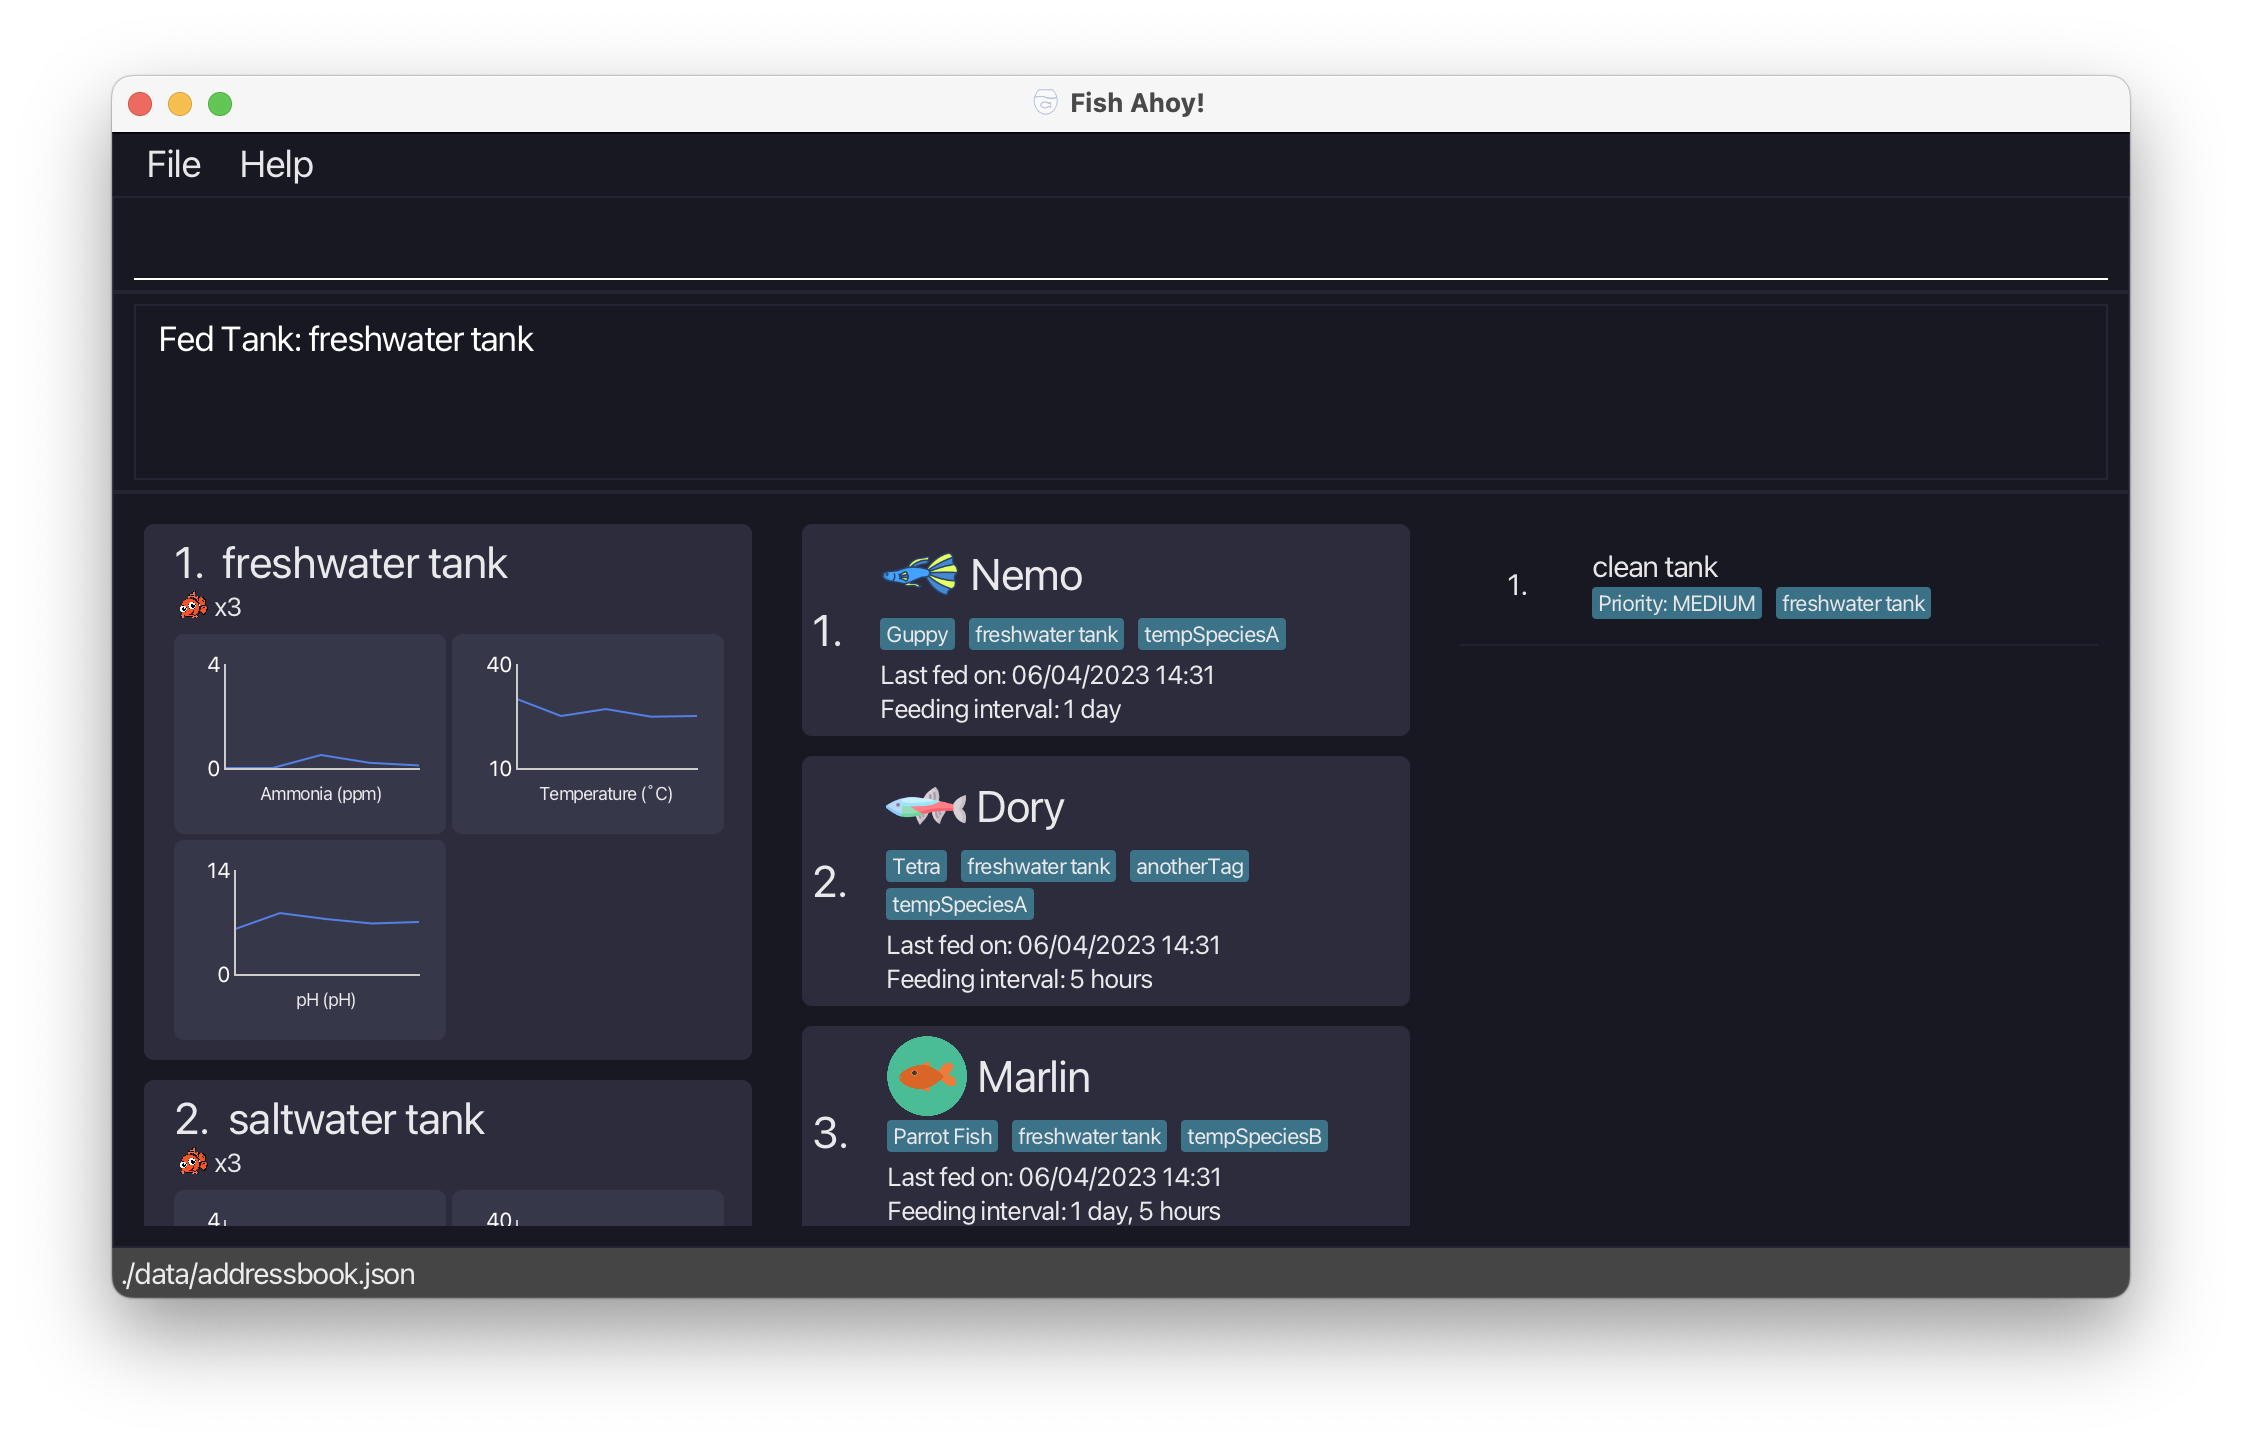 Fish Ahoy!
File Help
Fed Tank: freshwater tank
1. freshwater tank
x3
4
0
Ammonia (ppm)
40
10
Temperature (˚C)
14
0
pH (pH)
2. saltwater tank
x3
4
40
1.
Nemo
Guppy freshwater tank tempSpeciesA
Last fed on: 06/04/2023 14:31
Feeding interval: 1 day
2.
Dory
Tetra freshwater tank anotherTag
tempSpeciesA
Last fed on: 06/04/2023 14:31
Feeding interval: 5 hours
3.
Marlin
Parrot Fish freshwater tank tempSpeciesB
Last fed on: 06/04/2023 14:31
Feeding interval: 1 day, 5 hours
1.
clean tank
Priority: MEDIUM freshwater tank
./data/addressbook.json